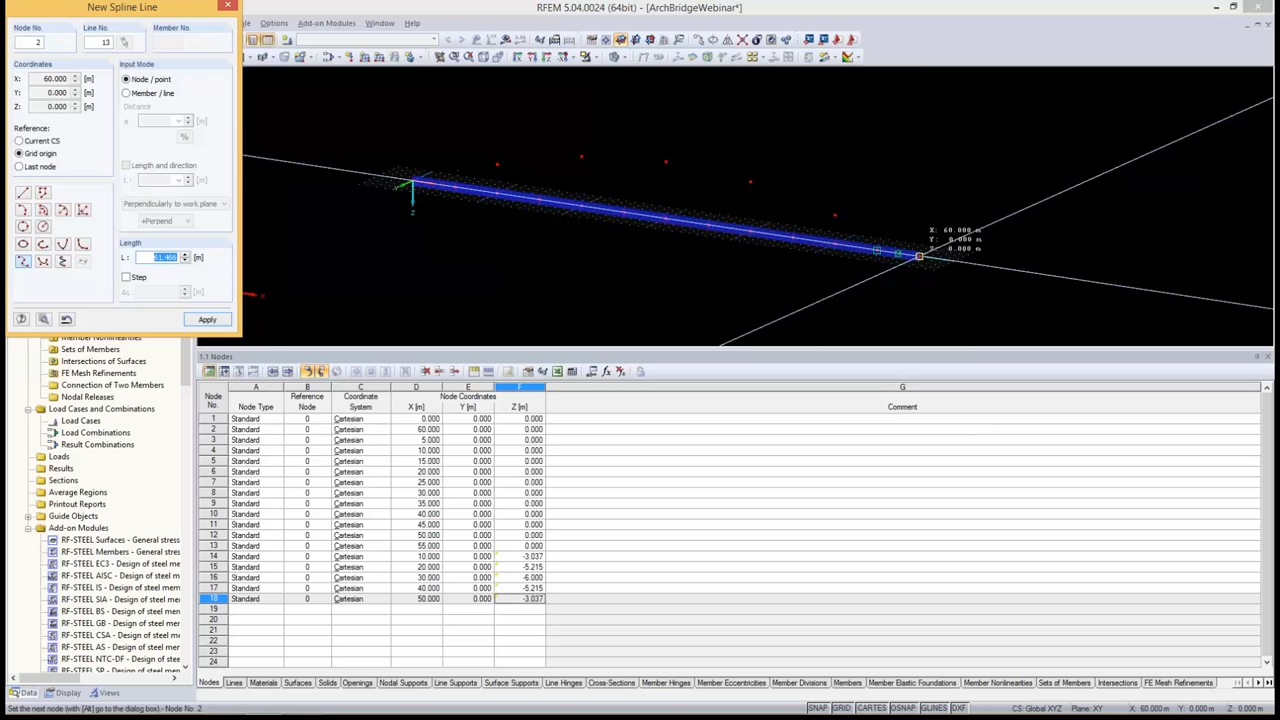 New Spline Line
RFEM 5.04.0024 (64bit) - [ArchBridgeWebinar*]
Options Add-on Modules Window Help
Node No. Line No. Member No.
2 13
Coordinates Input Mode
X: 60.000 [m] Node / point
Y: 0.000 [m] Member / line
Z: 0.000 [m] Distance
[m]
Reference: %
Current CS
Grid origin
Last node
Length and direction
L : [m]
Perpendicularly to work plane
+Perpend
Length
L : 61.466 [m]
Step
[m]
Apply
z
x
X: 60.000 m
Y: 0.000 m
Z: 0.000 m
Member Nonlinearities
Sets of Members
Intersections of Surfaces
FE Mesh Refinements
Connection of Two Members
Nodal Releases
Load Cases and Combinations
Load Cases
Load Combinations
Result Combinations
Loads
Results
Sections
Average Regions
Printout Reports
Guide Objects
Add-on Modules
RF-STEEL Surfaces - General stress
RF-STEEL Members - General stress
RF-STEEL EC3 - Design of steel me
RF-STEEL AISC - Design of steel m
RF-STEEL IS - Design of steel mem
RF-STEEL SIA - Design of steel me
RF-STEEL BS - Design of steel me
RF-STEEL GB - Design of steel me
RF-STEEL CSA - Design of steel m
RF-STEEL AS - Design of steel me
RF-STEEL NTC-DF - Design of ste
RF-STEEL SP - Design of steel mem
Data Display Views
1.1 Nodes
A B C D E F G
Node No. Node Type Reference Node Coordinate System Node Coordinates X [m] Y [m] Z [m] Comment
1 Standard 0 Cartesian 0.000 0.000 0.000
2 Standard 0 Cartesian 60.000 0.000 0.000
3 Standard 0 Cartesian 5.000 0.000 0.000
4 Standard 0 Cartesian 10.000 0.000 0.000
5 Standard 0 Cartesian 15.000 0.000 0.000
6 Standard 0 Cartesian 20.000 0.000 0.000
7 Standard 0 Cartesian 25.000 0.000 0.000
8 Standard 0 Cartesian 30.000 0.000 0.000
9 Standard 0 Cartesian 35.000 0.000 0.000
10 Standard 0 Cartesian 40.000 0.000 0.000
11 Standard 0 Cartesian 45.000 0.000 0.000
12 Standard 0 Cartesian 50.000 0.000 0.000
13 Standard 0 Cartesian 55.000 0.000 0.000
14 Standard 0 Cartesian 10.000 0.000 -3.037
15 Standard 0 Cartesian 20.000 0.000 -5.215
16 Standard 0 Cartesian 30.000 0.000 -6.000
17 Standard 0 Cartesian 40.000 0.000 -5.215
18 Standard 0 Cartesian 50.000 0.000 -3.037
19
20
21
22
23
24
Nodes Lines Materials Surfaces Solids Openings Nodal Supports Line Supports Surface Supports Line Hinges Cross-Sections Member Hinges Member Eccentricities Member Divisions Members Member Elastic Foundations Member Nonlinearities Sets of Members Intersections FE Mesh Refinements
Set the next node (with [Alt] go to the dialog box). - Node No. 2
SNAP GRID CARTES OSNAP GLINES DXF CS: Global XYZ Plane: XY X: 60.000 m Y: 0.000 m Z: 0.000 m